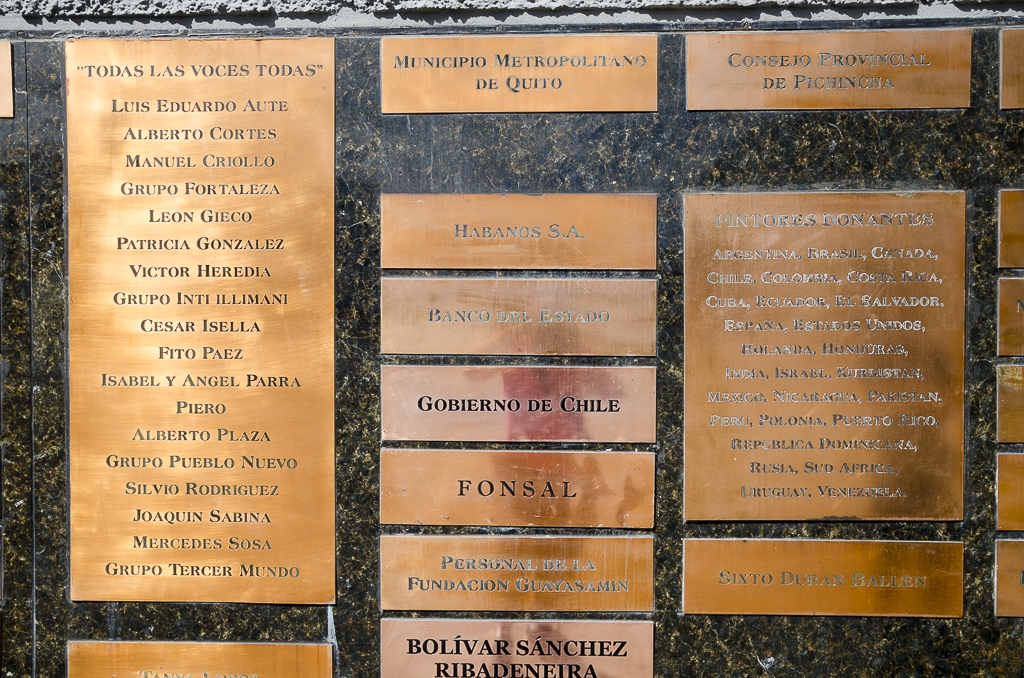 "TODAS LAS VOCES TODAS"
LUIS EDUARDO AUTE
ALBERTO CORTES
MANUEL CRIOLLO
GRUPO FORTALEZA
LEON GIECO
PATRICIA GONZALEZ
VICTOR HEREDIA
GRUPO INTI ILLIMANI
CESAR ISELLA
FITO PAEZ
ISABEL Y ANGEL PARRA
PIERO
ALBERTO PLAZA
GRUPO PUEBLO NUEVO
SILVIO RODRIGUEZ
JOAQUIN SABINA
MERCEDES SOSA
GRUPO TERCER MUNDO
MUNICIPIO METROPOLITANO
DE QUITO
HABANOS S.A.
BANCO DEL ESTADO
GOBIERNO DE CHILE
FONSAL
PERSONAL DE LA
FUNDACION GUAYASAMIN
BOLÍVAR SÁNCHEZ
RIBADENEIRA
CONSEJO PROVINCIAL
DE PICHINCHA
PINTORES DONANTES
ARGENTINA, BRASIL, CANADA,
CHILE, COLOMBIA, COSTA RICA,
CUBA, ECUADOR, EL SALVADOR,
ESPAÑA, ESTADOS UNIDOS,
HOLANDA, HONDURAS,
INDIA, ISRAEL, KURDISTAN,
MEXICO, NICARAGUA, PAKISTAN,
PERU, POLONIA, PUERTO RICO,
REPUBLICA DOMINICANA,
RUSIA, SUD AFRICA,
URUGUAY, VENEZUELA.
SIXTO DURAN BALLEN